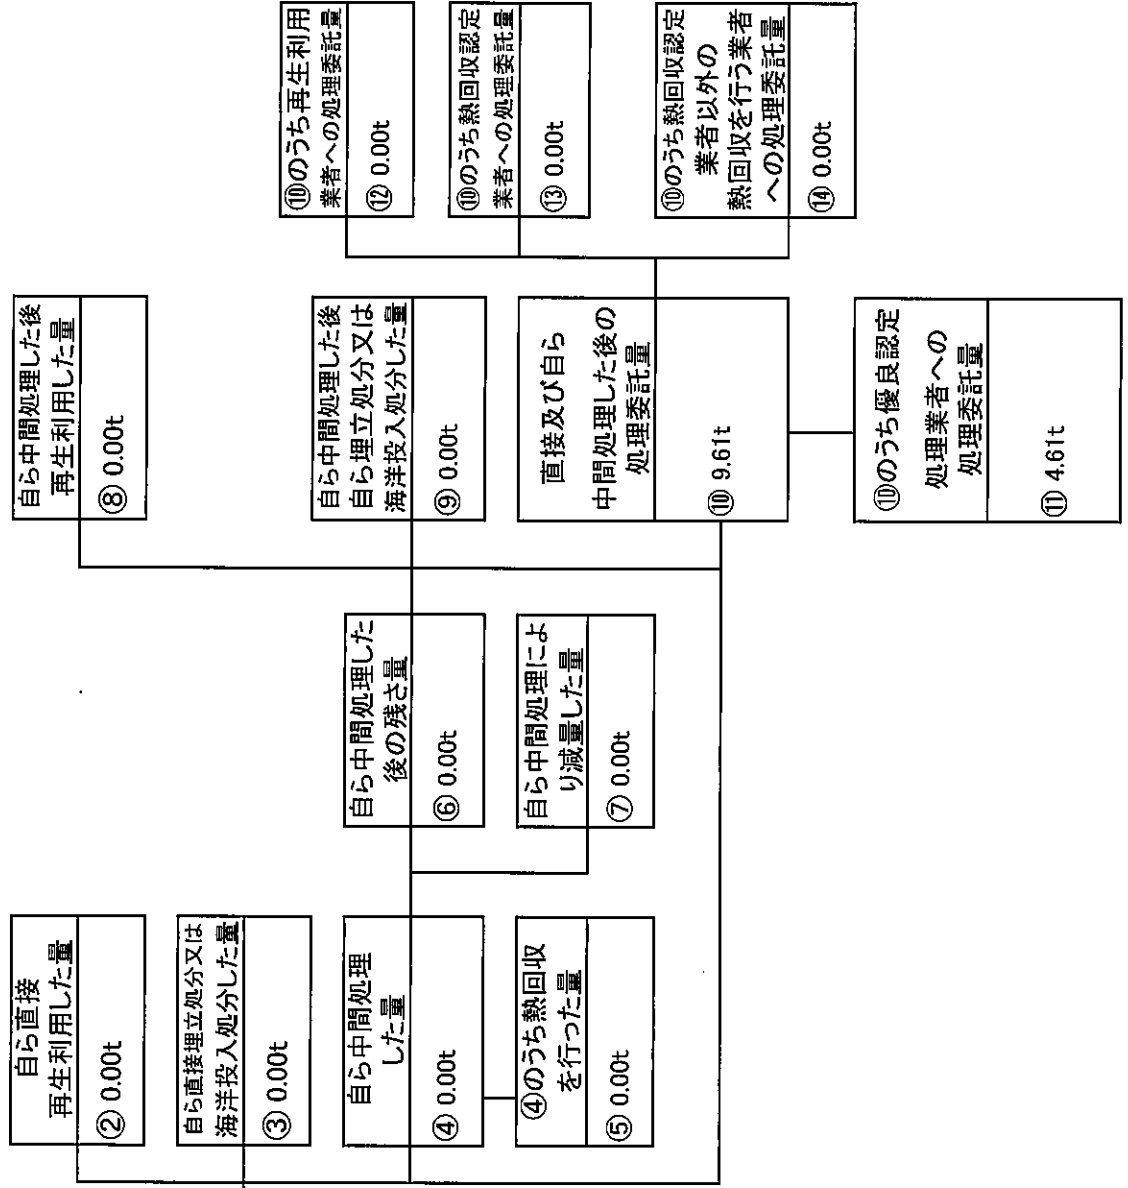 自ら直接
再生利用した量
② 0.00t
自ら直接埋立処分又は
海洋投入処分した量
③ 0.00t
自ら中間処理
した量
④ 0.00t
④のうち熱回収
を行った量
⑤ 0.00t
自ら中間処理した
後の残さ量
⑥ 0.00t
自ら中間処理によ
り減量した量
⑦ 0.00t
自ら中間処理した後
再生利用した量
⑧ 0.00t
自ら中間処理した後
自ら埋立処分又は
海洋投入処分した量
⑨ 0.00t
直接及び自ら
中間処理した後の
処理委託量
⑩ 9.61t
⑩のうち優良認定
処理業者への
処理委託量
⑪ 4.61t
⑩のうち再生利用
業者への処理委託量
⑫ 0.00t
⑩のうち熱回収認定
業者への処理委託量
⑬ 0.00t
⑩のうち熱回収認定
業者以外の
熱回収を行う業者
への処理委託量
⑭ 0.00t